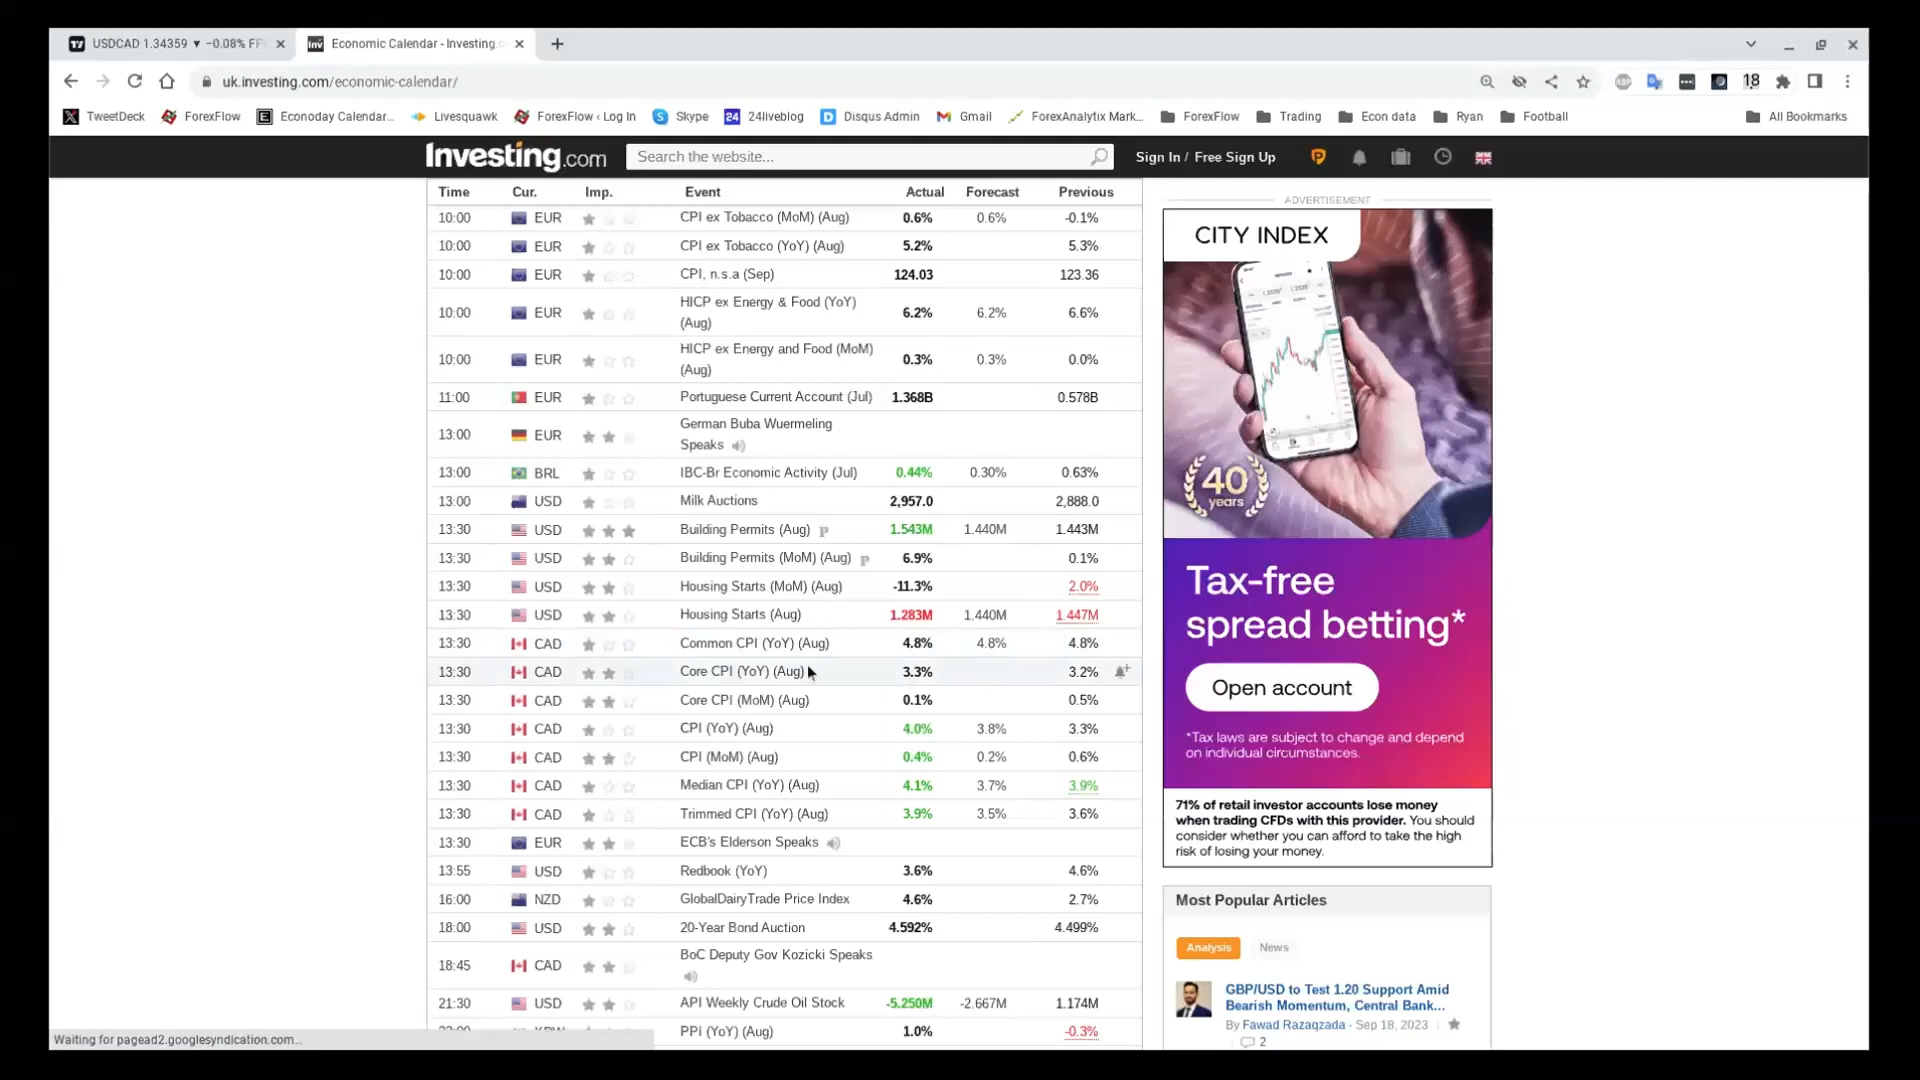 USDCAD 1.34359 ▼ −0.08% FF
Economic Calendar - Investing.c
uk.investing.com/economic-calendar/
18
TweetDeck ForexFlow Econoday Calendar... Livesquawk ForexFlow ‹ Log In Skype 24liveblog Disqus Admin Gmail ForexAnalytix Mark... ForexFlow Trading Econ data Ryan Football All Bookmarks
Investing.com Search the website... Sign In / Free Sign Up
Time Cur. Imp. Event Actual Forecast Previous
10:00 EUR CPI ex Tobacco (MoM) (Aug) 0.6% 0.6% -0.1%
10:00 EUR CPI ex Tobacco (YoY) (Aug) 5.2% 5.3%
10:00 EUR CPI, n.s.a (Sep) 124.03 123.36
10:00 EUR HICP ex Energy & Food (YoY) 6.2% 6.2% 6.6%
(Aug)
10:00 EUR HICP ex Energy and Food (MoM) 0.3% 0.3% 0.0%
(Aug)
11:00 EUR Portuguese Current Account (Jul) 1.368B 0.578B
13:00 EUR German Buba Wuermeling
Speaks
13:00 BRL IBC-Br Economic Activity (Jul) 0.44% 0.30% 0.63%
13:00 USD Milk Auctions 2,957.0 2,888.0
13:30 USD Building Permits (Aug) P 1.543M 1.440M 1.443M
13:30 USD Building Permits (MoM) (Aug) P 6.9% 0.1%
13:30 USD Housing Starts (MoM) (Aug) -11.3% 2.0%
13:30 USD Housing Starts (Aug) 1.283M 1.440M 1.447M
13:30 CAD Common CPI (YoY) (Aug) 4.8% 4.8% 4.8%
13:30 CAD Core CPI (YoY) (Aug) 3.3% 3.2%
13:30 CAD Core CPI (MoM) (Aug) 0.1% 0.5%
13:30 CAD CPI (YoY) (Aug) 4.0% 3.8% 3.3%
13:30 CAD CPI (MoM) (Aug) 0.4% 0.2% 0.6%
13:30 CAD Median CPI (YoY) (Aug) 4.1% 3.7% 3.9%
13:30 CAD Trimmed CPI (YoY) (Aug) 3.9% 3.5% 3.6%
13:30 EUR ECB's Elderson Speaks
13:55 USD Redbook (YoY) 3.6% 4.6%
16:00 NZD GlobalDairyTrade Price Index 4.6% 2.7%
18:00 USD 20-Year Bond Auction 4.592% 4.499%
18:45 CAD BoC Deputy Gov Kozicki Speaks
21:30 USD API Weekly Crude Oil Stock -5.250M -2.667M 1.174M
PPI (YoY) (Aug) 1.0% -0.3%
Waiting for pagead2.googlesyndication.com...
ADVERTISEMENT
CITY INDEX
40
years
Tax-free
spread betting*
Open account
*Tax laws are subject to change and depend
on individual circumstances.
71% of retail investor accounts lose money
when trading CFDs with this provider. You should
consider whether you can afford to take the high
risk of losing your money.
Most Popular Articles
Analysis News
GBP/USD to Test 1.20 Support Amid
Bearish Momentum, Central Bank...
By Fawad Razaqzada - Sep 18, 2023
2